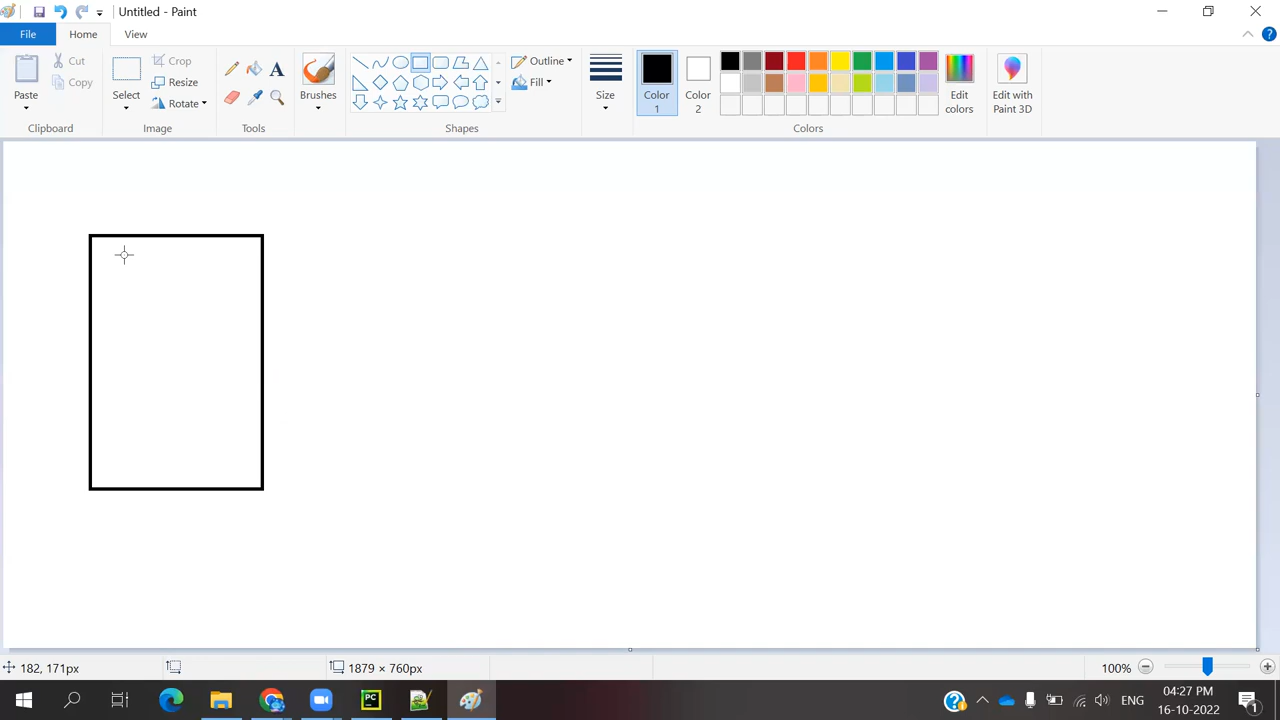 Untitled - Paint
File Home View
Paste
Cut
Copy
Clipboard
Select
Crop
Resize
Rotate
Image
A
Tools
Brushes
Outline
Fill
Shapes
Size
Color 1
Color 2
Edit colors
Colors
Edit with Paint 3D
182, 171px
1879 × 760px
100%
PC
ENG
04:27 PM
16-10-2022
1